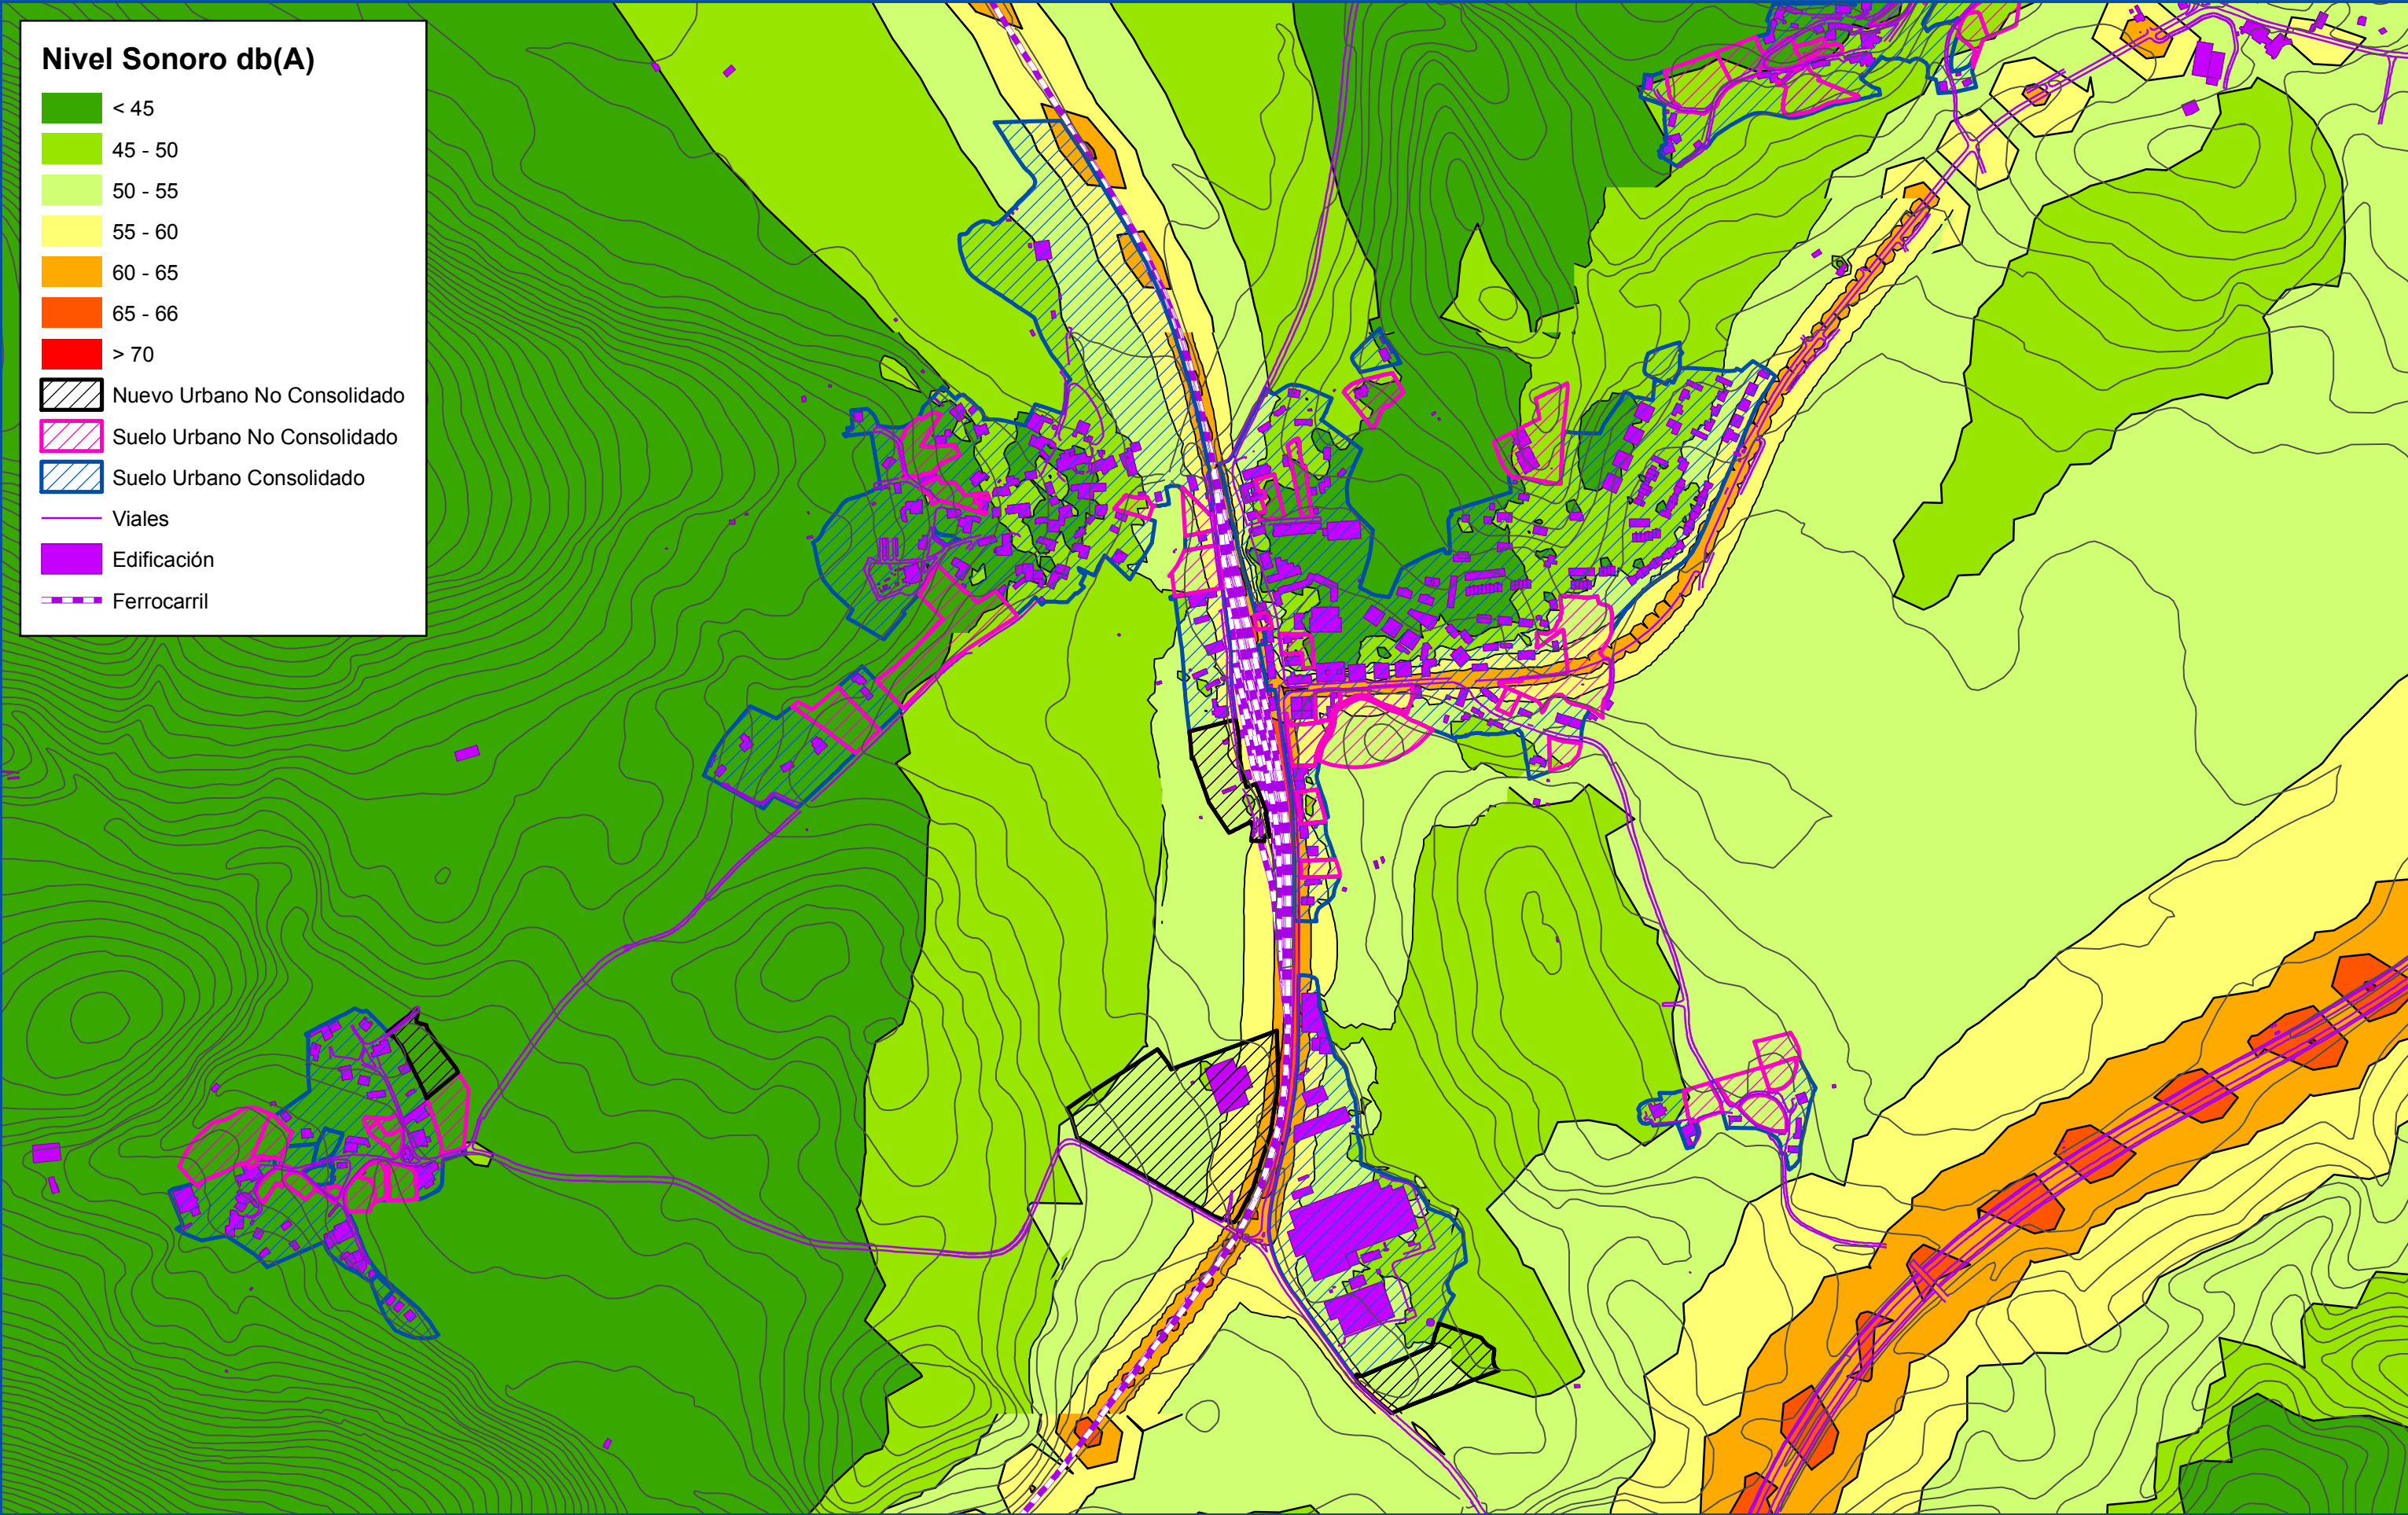 Nivel Sonoro db(A)
< 45
45 - 50
50 - 55
55 - 60
60 - 65
65 - 66
> 70
Nuevo Urbano No Consolidado
Suelo Urbano No Consolidado
Suelo Urbano Consolidado
Viales
Edificación
Ferrocarril